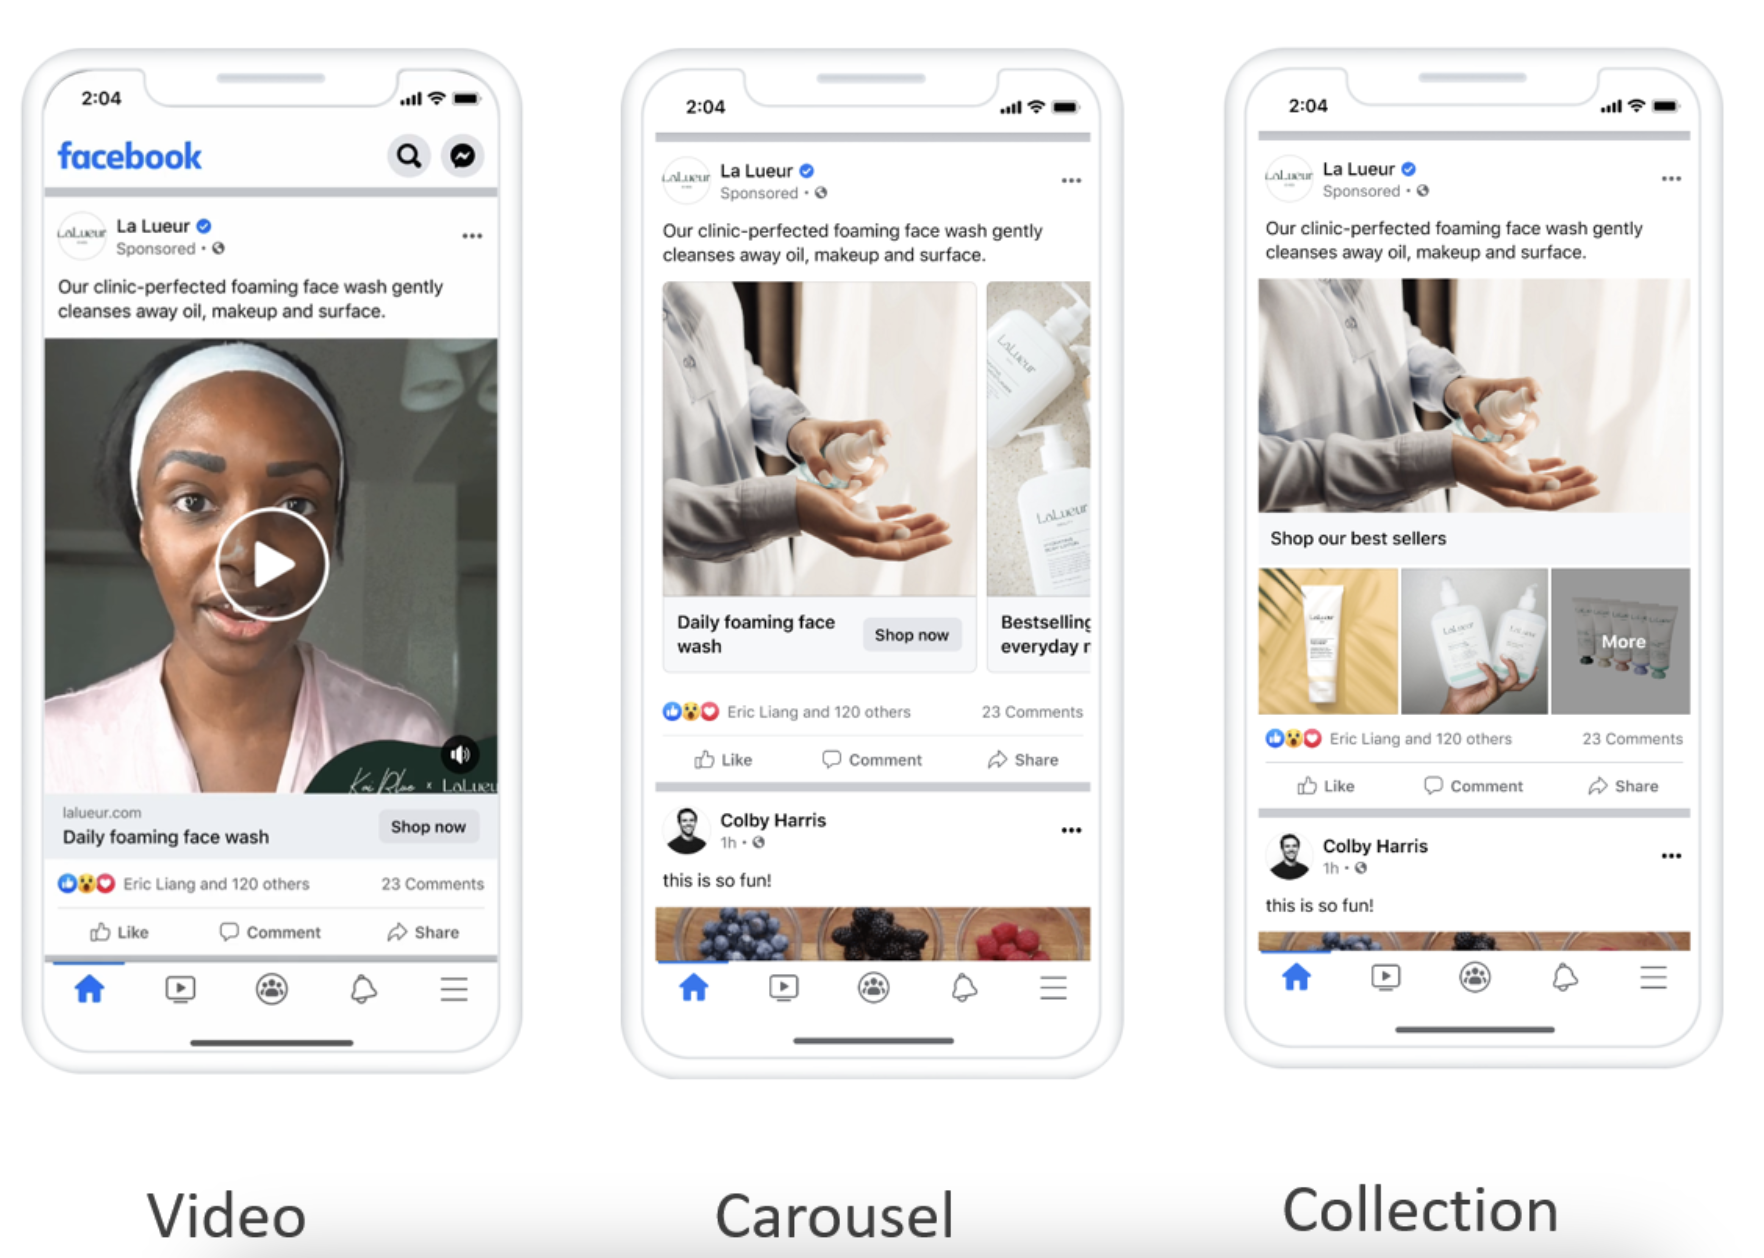 2:04
facebook
LaLueur
La Lueur
Sponsored •
Our clinic-perfected foaming face wash gently
cleanses away oil, makeup and surface.
Kai Blue x LaLueur
lalueur.com
Daily foaming face wash
Shop now
Eric Liang and 120 others
23 Comments
Like
Comment
Share
Video
2:04
LaLueur
La Lueur
Sponsored •
Our clinic-perfected foaming face wash gently
cleanses away oil, makeup and surface.
LaLueur
LaLueur
Daily foaming face
wash
Shop now
Bestselling
everyday
Eric Liang and 120 others
23 Comments
Like
Comment
Share
Colby Harris
1h •
this is so fun!
Carousel
2:04
LaLueur
La Lueur
Sponsored •
Our clinic-perfected foaming face wash gently
cleanses away oil, makeup and surface.
Shop our best sellers
LaLueur
LaLueur
LaLueur
More
Eric Liang and 120 others
23 Comments
Like
Comment
Share
Colby Harris
1h •
this is so fun!
Collection